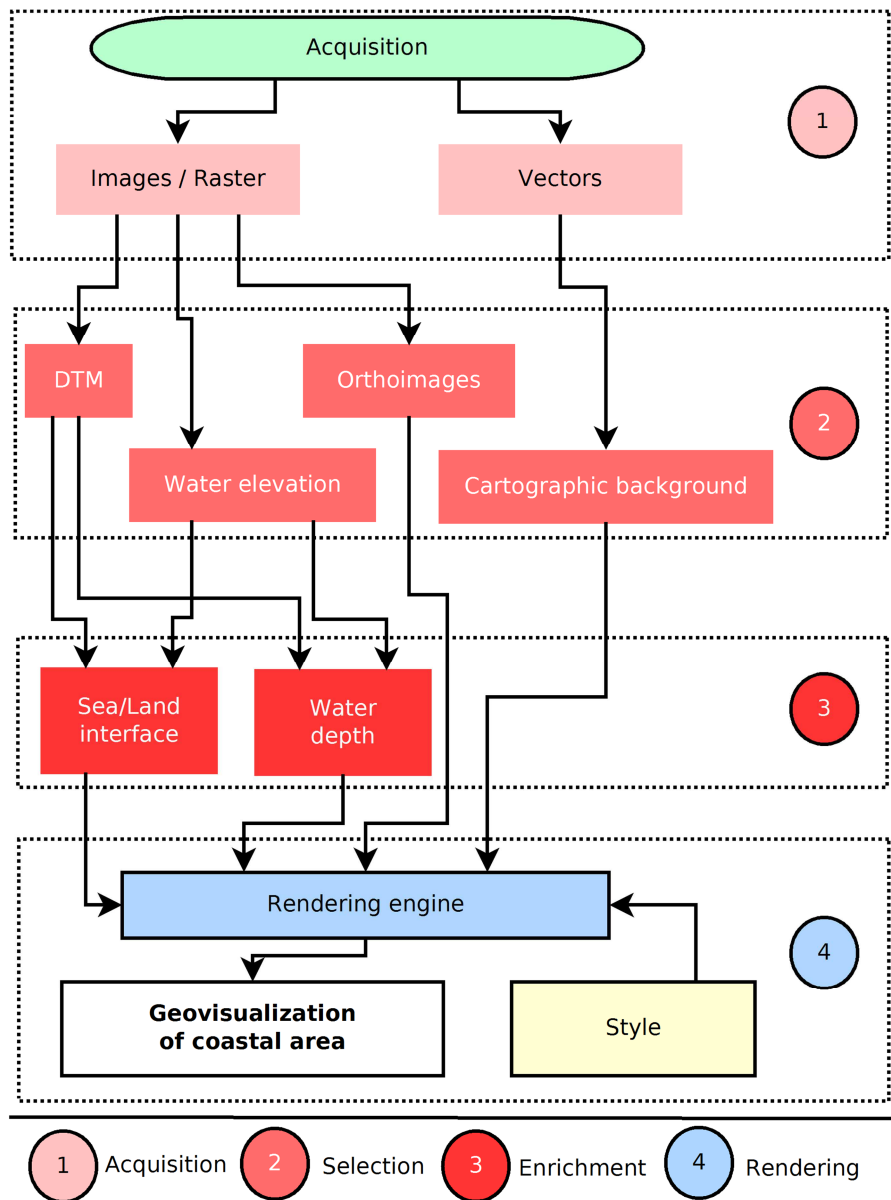 Acquisition
1
Images / Raster
Vectors
DTM
Orthoimages
2
Water elevation
Cartographic background
Sea/Land
interface
Water
depth
3
Rendering engine
4
Geovisualization
of coastal area
Style
1 Acquisition
2 Selection
3 Enrichment
4 Rendering